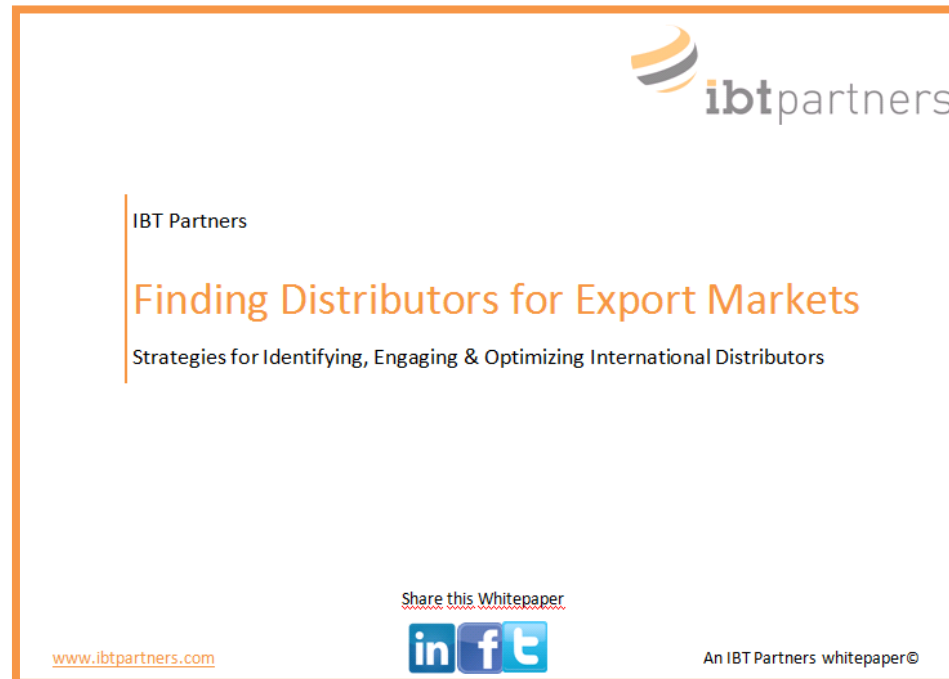 ibtpartners
IBT Partners
Finding Distributors for Export Markets
Strategies for Identifying, Engaging & Optimizing International Distributors
Share this Whitepaper
in f t
www.ibtpartners.com
An IBT Partners whitepaper©